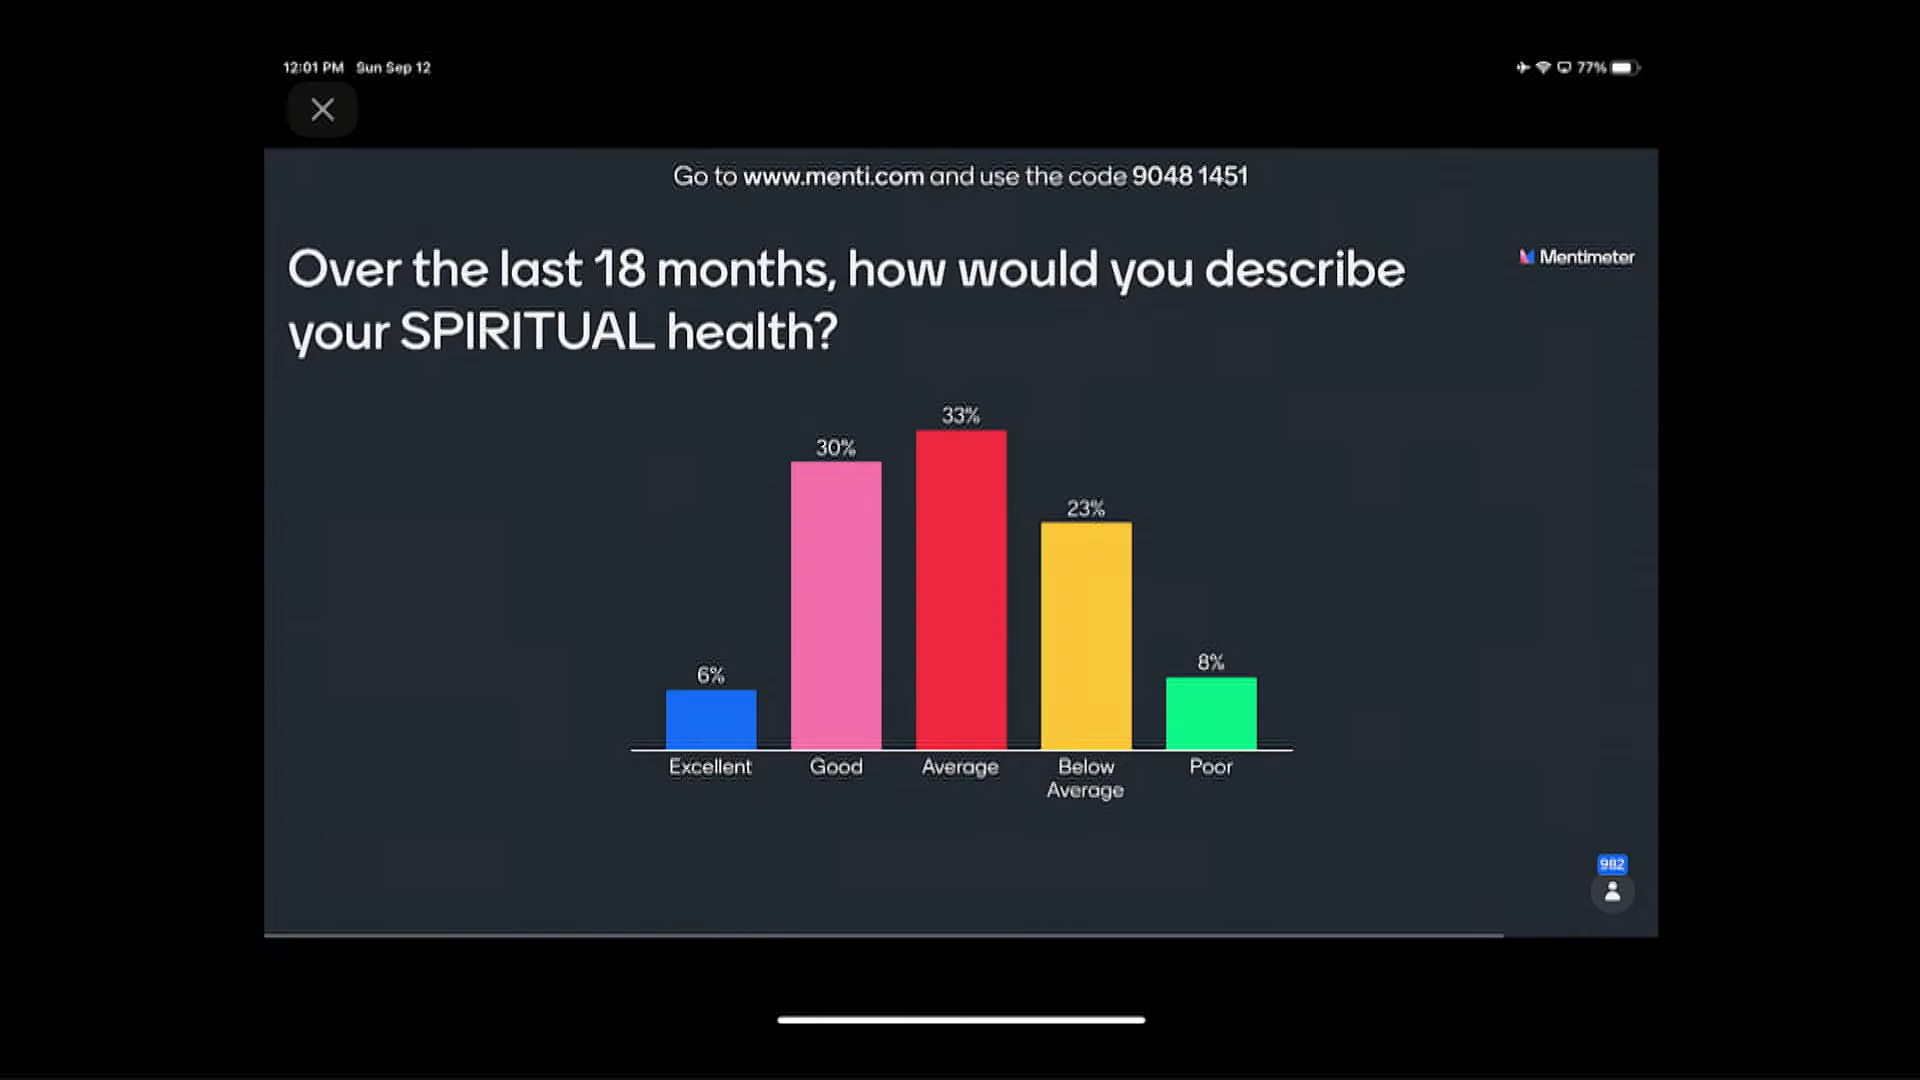 12:01 PM Sun Sep 12
77%
Go to www.menti.com and use the code 9048 1451
Over the last 18 months, how would you describe
your SPIRITUAL health?
Mentimeter
33%
30%
23%
8%
6%
Excellent Good Average Below Poor
Average
982